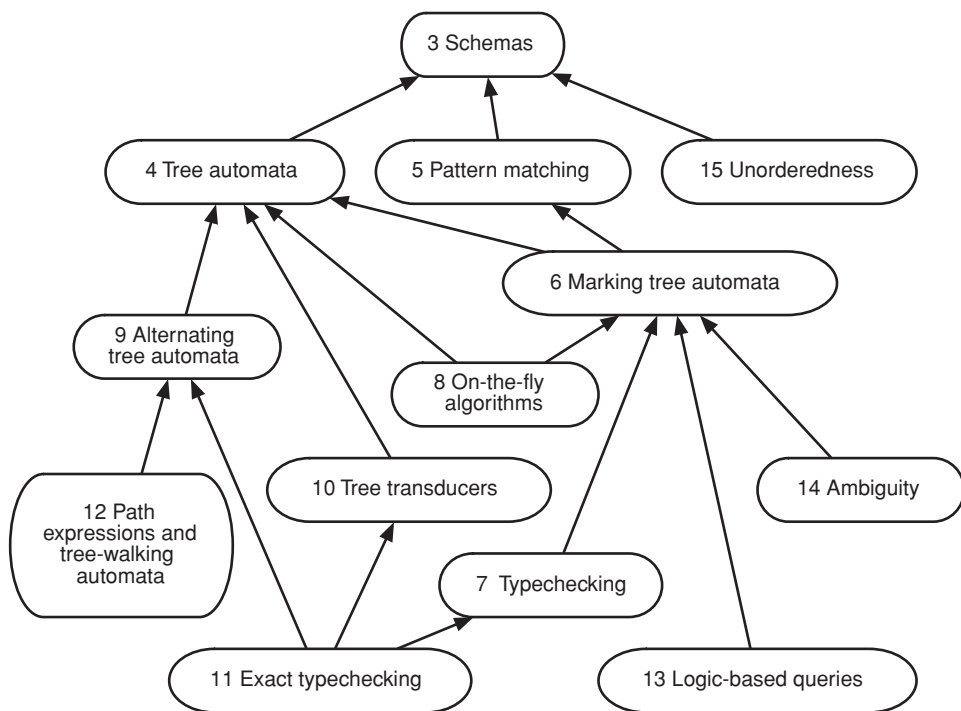 3 Schemas
4 Tree automata
5 Pattern matching
15 Unorderedness
6 Marking tree automata
9 Alternating
tree automata
8 On-the-fly
algorithms
10 Tree transducers
14 Ambiguity
12 Path
expressions and
tree-walking
automata
7 Typechecking
11 Exact typechecking
13 Logic-based queries